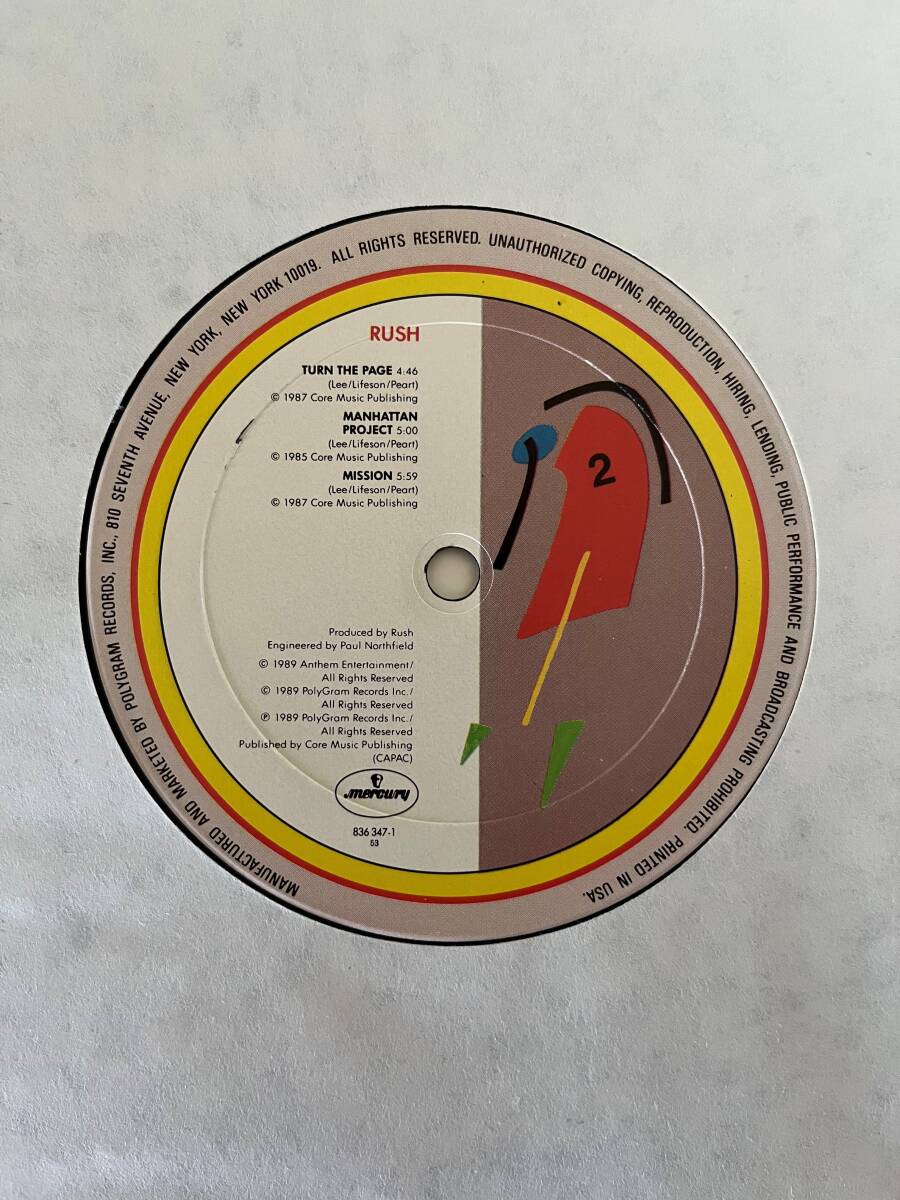 RUSH
TURN THE PAGE 4:46
(Lee/Lifeson/Peart)
© 1987 Core Music Publishing
MANHATTAN
PROJECT 5:00
(Lee/Lifeson/Peart)
© 1985 Core Music Publishing
MISSION 5:59
(Lee/Lifeson/Peart)
© 1987 Core Music Publishing
2
Produced by Rush
Engineered by Paul Northfield
© 1989 Anthem Entertainment/
All Rights Reserved
© 1989 PolyGram Records Inc./
All Rights Reserved
℗ 1989 PolyGram Records Inc./
All Rights Reserved
Published by Core Music Publishing
(CAPAC)
mercury
836 347-1
53
MANUFACTURED AND MARKETED BY POLYGRAM RECORDS, INC., 810 SEVENTH AVENUE, NEW YORK, NEW YORK 10019. ALL RIGHTS RESERVED. UNAUTHORIZED COPYING, REPRODUCTION, HIRING, LENDING, PUBLIC PERFORMANCE AND BROADCASTING PROHIBITED. PRINTED IN USA.